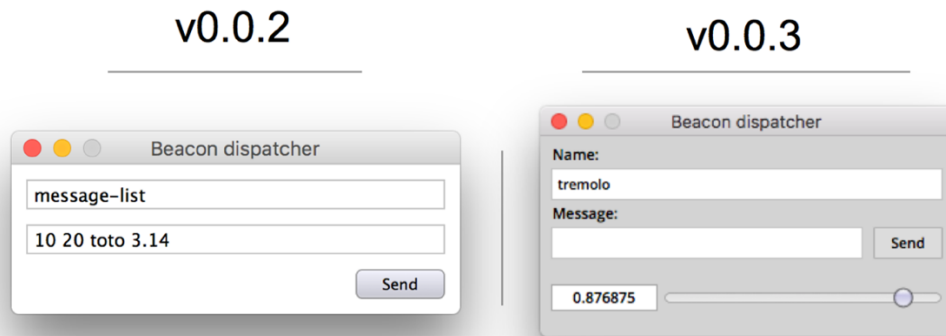 v0.0.2
Beacon dispatcher
message-list
10 20 toto 3.14
Send
v0.0.3
Beacon dispatcher
Name:
tremolo
Message:
Send
0.876875